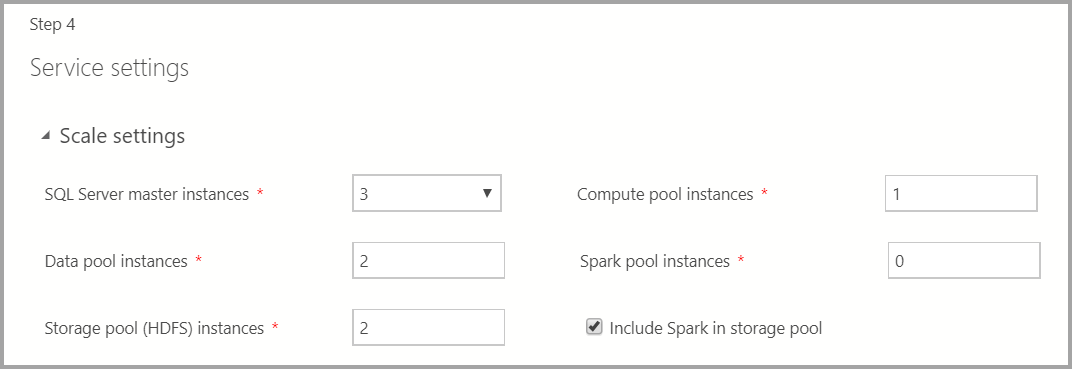 Step 4
Service settings
Scale settings
SQL Server master instances * 3 Compute pool instances * 1
Data pool instances * 2 Spark pool instances * 0
Storage pool (HDFS) instances * 2 Include Spark in storage pool